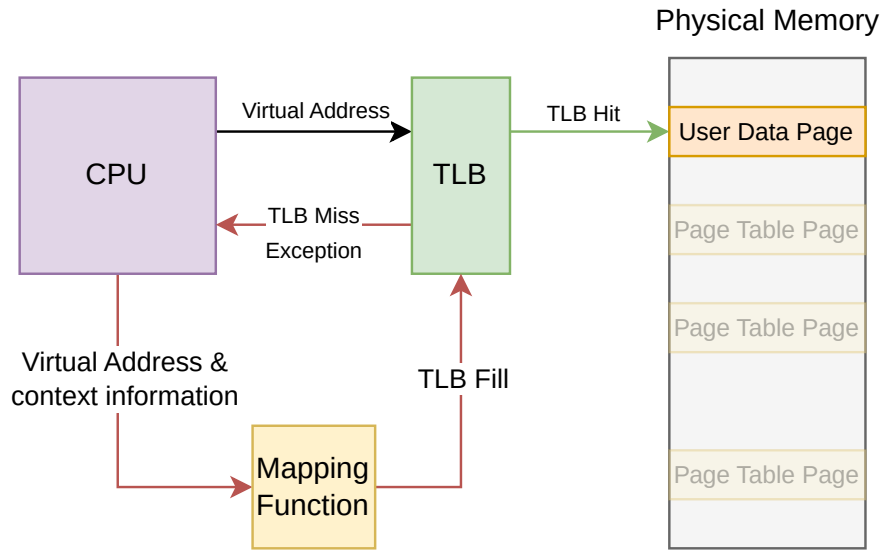 Physical Memory
Virtual Address
TLB Hit
User Data Page
CPU
TLB
TLB Miss
Exception
Page Table Page
Page Table Page
Virtual Address &
context information
TLB Fill
Mapping
Function
Page Table Page